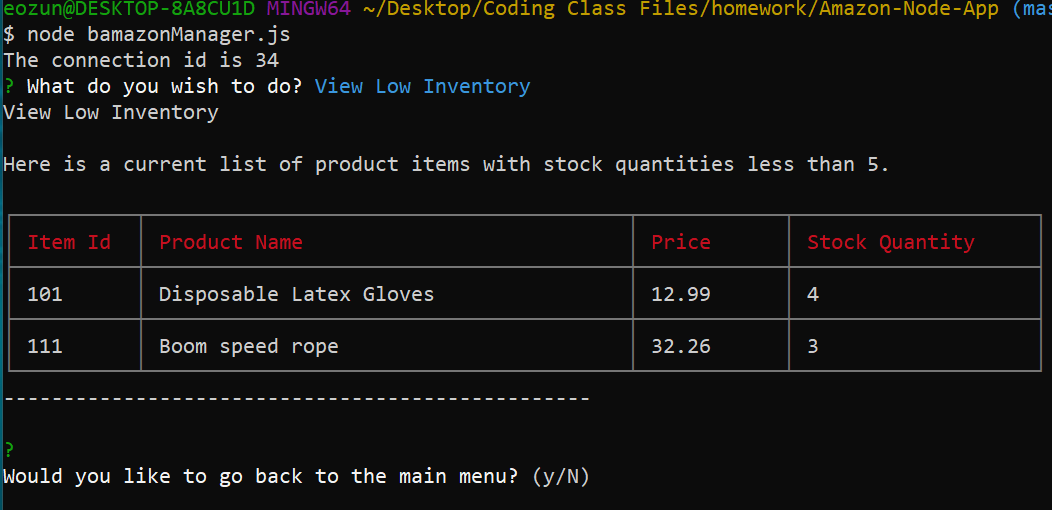 eozun@DESKTOP-8A8CU1D MINGW64 ~/Desktop/Coding Class Files/homework/Amazon-Node-App (mas
$ node bamazonManager.js
The connection id is 34
? What do you wish to do? View Low Inventory
View Low Inventory
Here is a current list of product items with stock quantities less than 5.
Item Id Product Name Price Stock Quantity
101 Disposable Latex Gloves 12.99 4
111 Boom speed rope 32.26 3
-------------------------------------------------
?
Would you like to go back to the main menu? (y/N)